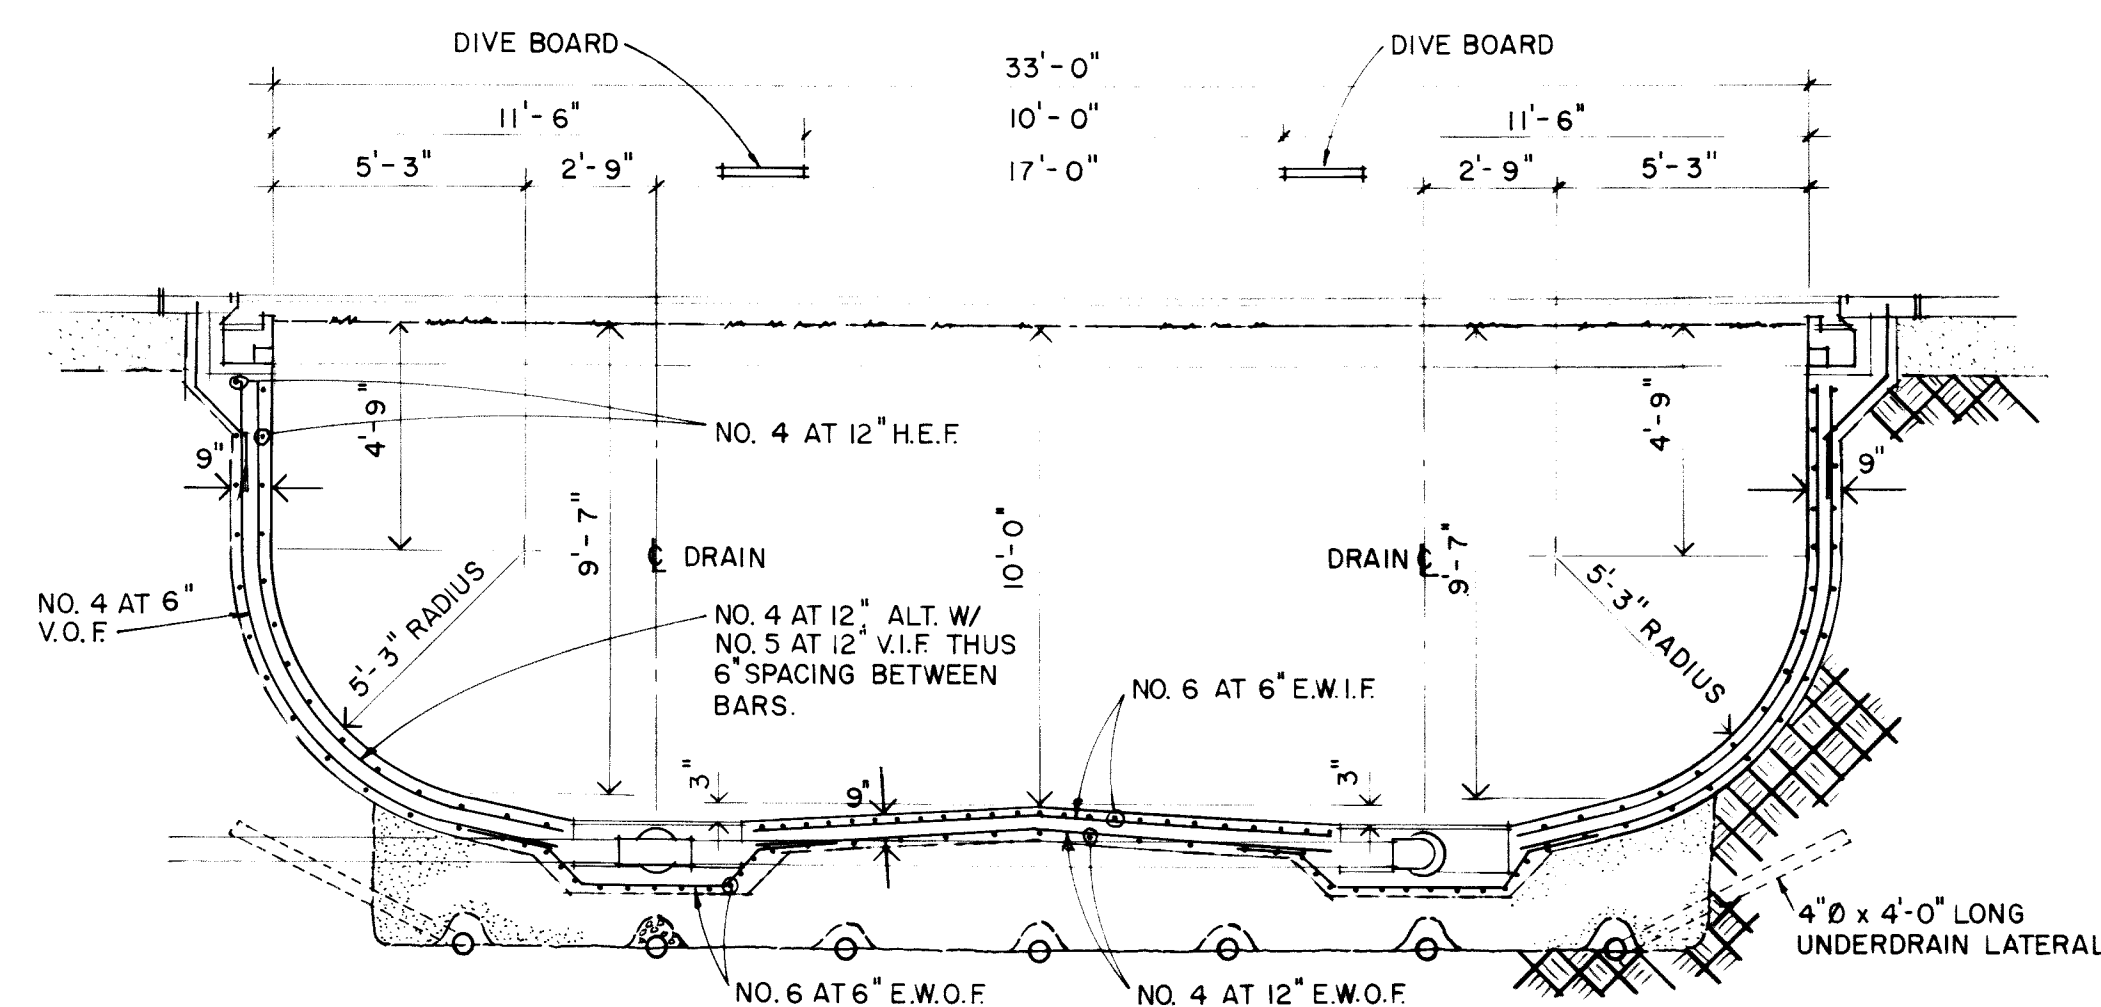 DIVE BOARD
DIVE BOARD
33'-0"
11'-6"
10'-0"
11'-6"
5'-3"
2'-9"
17'-0"
2'-9"
5'-3"
4'-9"
4'-9"
NO. 4 AT 12" H.E.F.
9"
9"
9'-7"
10'-0"
9'-7"
℄ DRAIN
DRAIN ℄
NO. 4 AT 6"
V.O.F.
5'-3" RADIUS
5'-3" RADIUS
NO. 4 AT 12" ALT. W/
NO. 5 AT 12" V.I.F. THUS
6" SPACING BETWEEN
BARS.
NO. 6 AT 6" E.W.I.F.
3"
9"
3"
4"Ø x 4'-0" LONG
UNDERDRAIN LATERAL
NO. 6 AT 6" E.W.O.F.
NO. 4 AT 12" E.W.O.F.